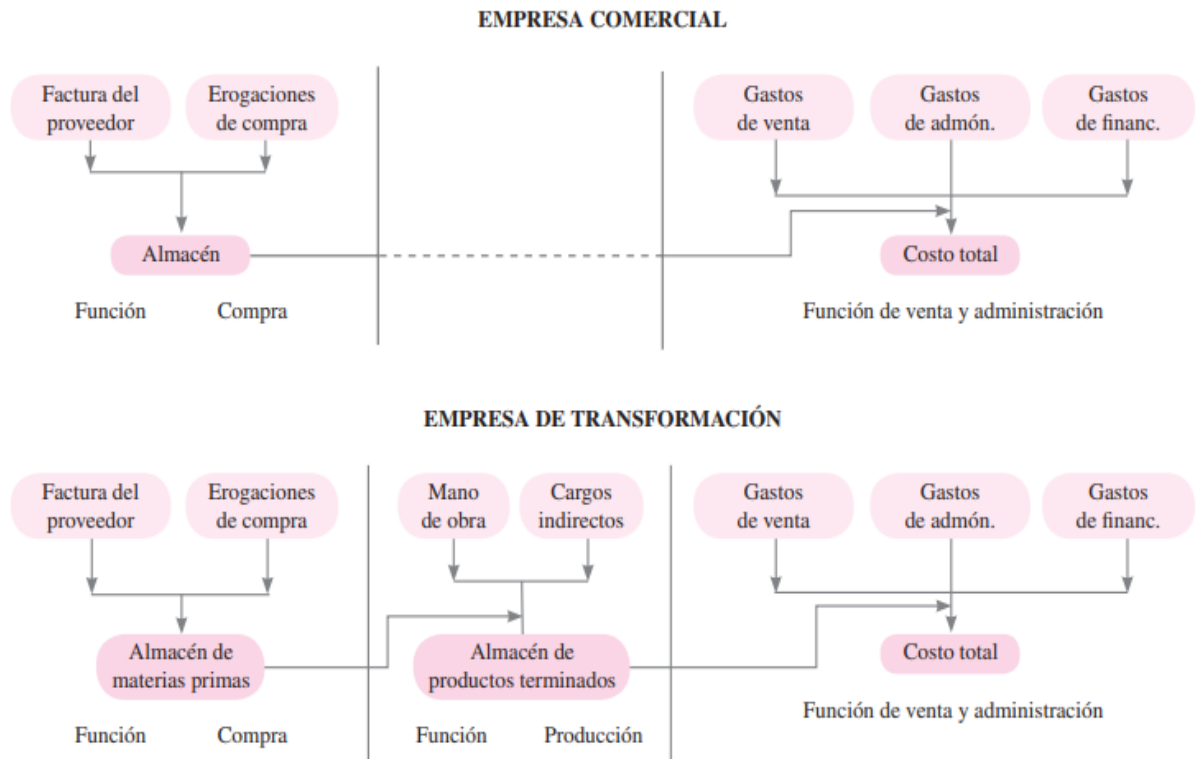 EMPRESA COMERCIAL
Factura del
proveedor
Erogaciones
de compra
Gastos
de venta
Gastos
de admón.
Gastos
de financ.
Almacén
Costo total
Función Compra
Función de venta y administración
EMPRESA DE TRANSFORMACIÓN
Factura del
proveedor
Erogaciones
de compra
Mano
de obra
Cargos
indirectos
Gastos
de venta
Gastos
de admón.
Gastos
de financ.
Almacén de
materias primas
Almacén de
productos terminados
Costo total
Función Compra
Función Producción
Función de venta y administración